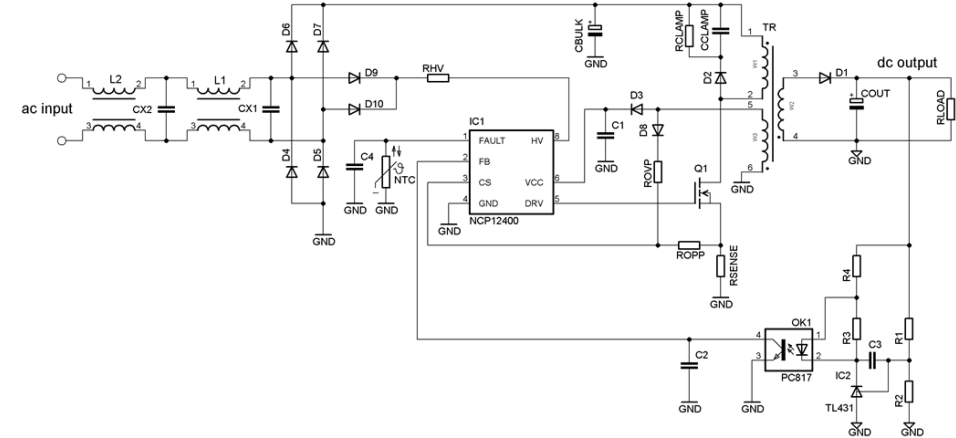 D6
D7
CBULK
GND
RCLAMP
CCLAMP
TR
1
W1
D2
2
dc output
3
D1
W2
COUT
RLOAD
4
GND
L2
1
2
3
4
L1
1
2
3
4
ac input
CX2
CX1
D9
D10
RHV
D3
5
W3
6
GND
C1
GND
D8
ROVP
D4
D5
GND
IC1
1
FAULT
HV
8
2
FB
3
CS
VCC
6
4
GND
DRV
5
NCP12400
C4
GND
NTC
ϑ
GND
GND
Q1
ROPP
RSENSE
GND
R4
OK1
4
1
3
2
PC817
R3
C3
R1
C2
GND
GND
IC2
TL431
R2
GND
GND